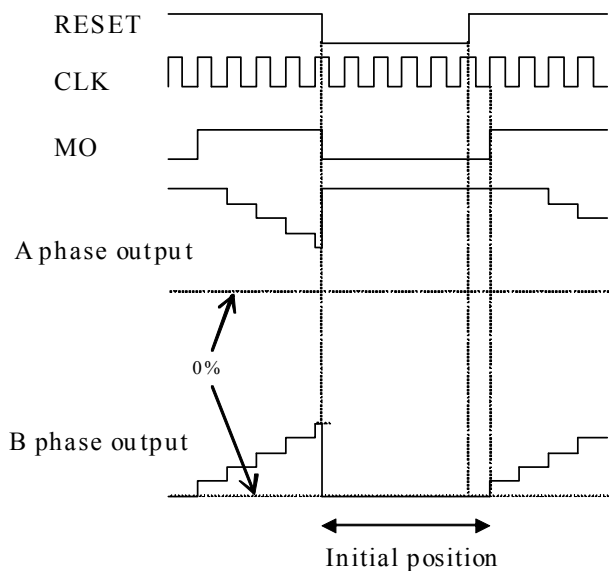 RESET
CLK
MO
A phase output
0%
B phase output
Initial position